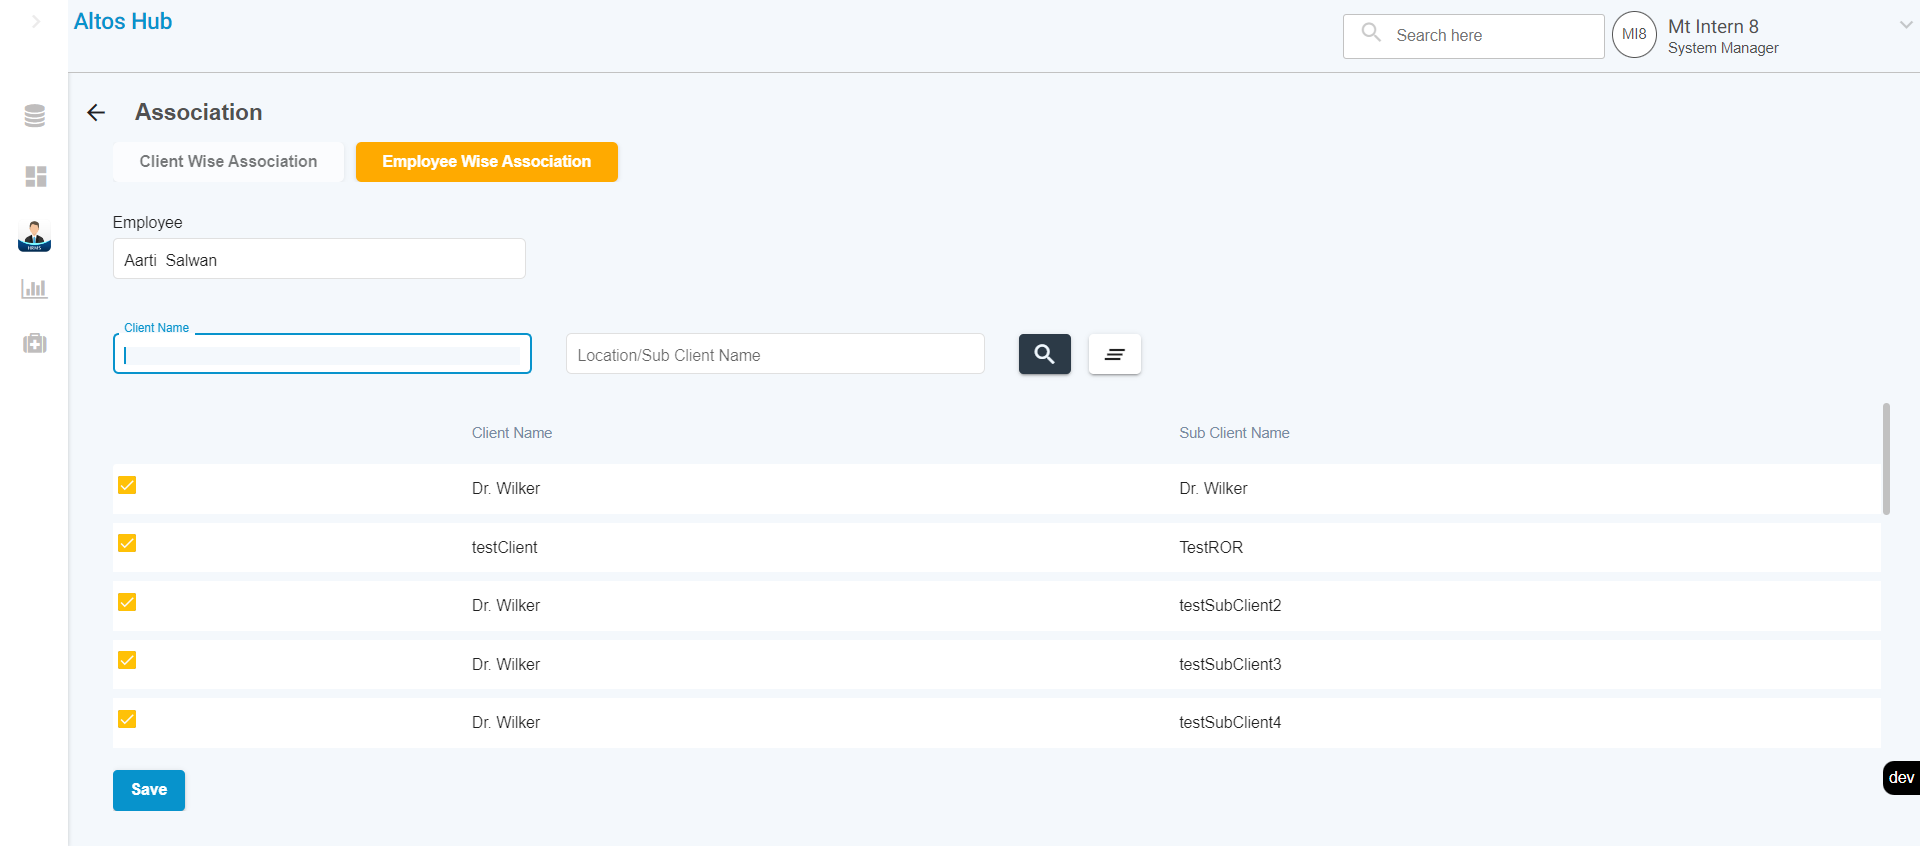 Altos Hub
Search here
MI8
Mt Intern 8
System Manager
Association
Client Wise Association
Employee Wise Association
Employee
Aarti  Salwan
Client Name
Location/Sub Client Name
Client Name
Sub Client Name
Dr. Wilker
Dr. Wilker
testClient
TestROR
Dr. Wilker
testSubClient2
Dr. Wilker
testSubClient3
Dr. Wilker
testSubClient4
Save
dev
HRMS